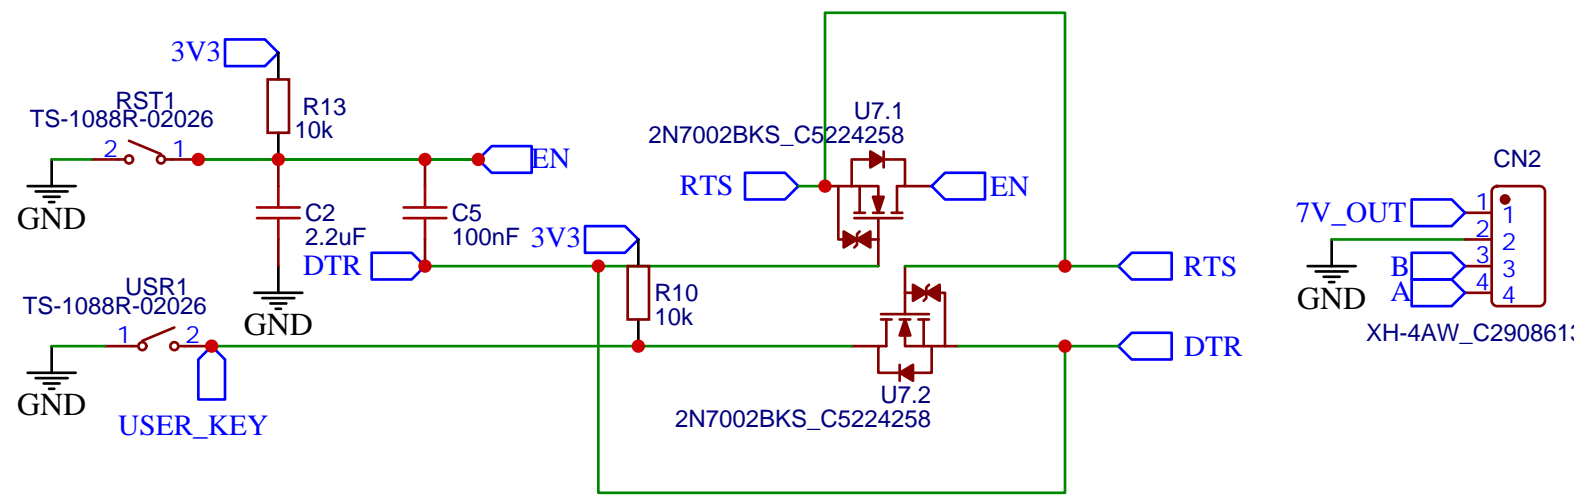 3V3
RST1
TS-1088R-02026
R13
10k
2
1
EN
GND
C2
2.2uF
C5
100nF
DTR
GND
3V3
R10
10k
USR1
TS-1088R-02026
1
2
GND
USER_KEY
U7.1
2N7002BKS_C5224258
RTS
EN
RTS
DTR
U7.2
2N7002BKS_C5224258
CN2
7V_OUT
1
1
2
2
GND
B
3
3
A
4
4
XH-4AW_C2908613